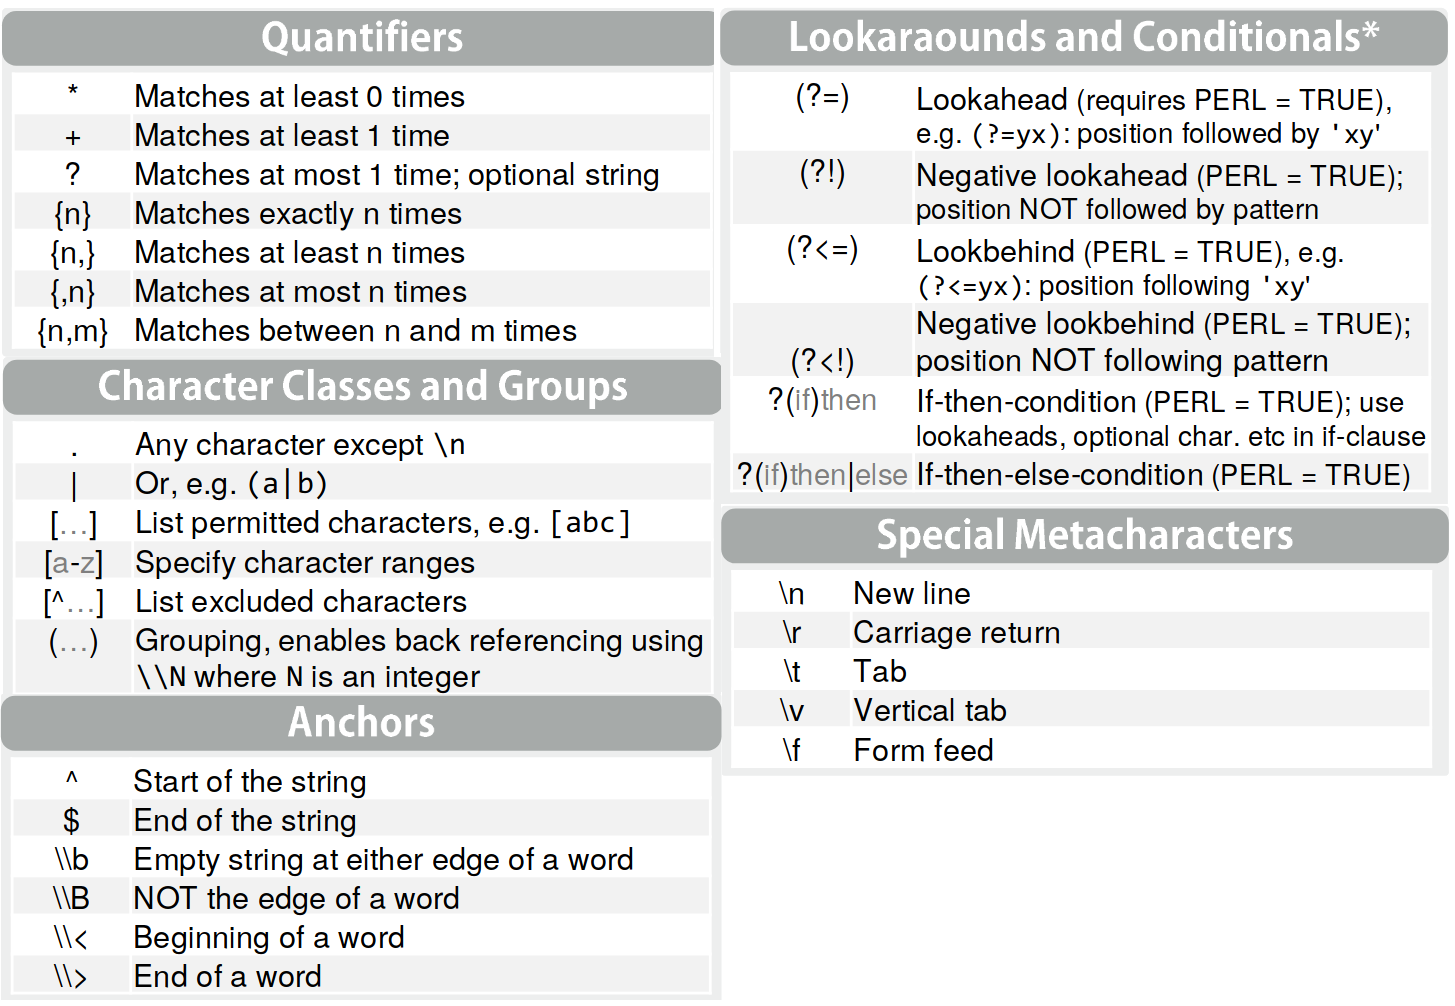 Quantifiers
* Matches at least 0 times
+ Matches at least 1 time
? Matches at most 1 time; optional string
{n} Matches exactly n times
{n,} Matches at least n times
{,n} Matches at most n times
{n,m} Matches between n and m times
Character Classes and Groups
. Any character except \n
| Or, e.g. (a|b)
[…] List permitted characters, e.g. [abc]
[a-z] Specify character ranges
[^…] List excluded characters
(…) Grouping, enables back referencing using
\\N where N is an integer
Anchors
^ Start of the string
$ End of the string
\\b Empty string at either edge of a word
\\B NOT the edge of a word
\\< Beginning of a word
\\> End of a word
Lookaraounds and Conditionals*
(?=) Lookahead (requires PERL = TRUE),
e.g. (?=yx): position followed by 'xy'
(?!) Negative lookahead (PERL = TRUE);
position NOT followed by pattern
(?<=) Lookbehind (PERL = TRUE), e.g.
(?<=yx): position following 'xy'
Negative lookbehind (PERL = TRUE);
(?<!) position NOT following pattern
?(if)then If-then-condition (PERL = TRUE); use
lookaheads, optional char. etc in if-clause
?(if)then|else If-then-else-condition (PERL = TRUE)
Special Metacharacters
\n New line
\r Carriage return
\t Tab
\v Vertical tab
\f Form feed